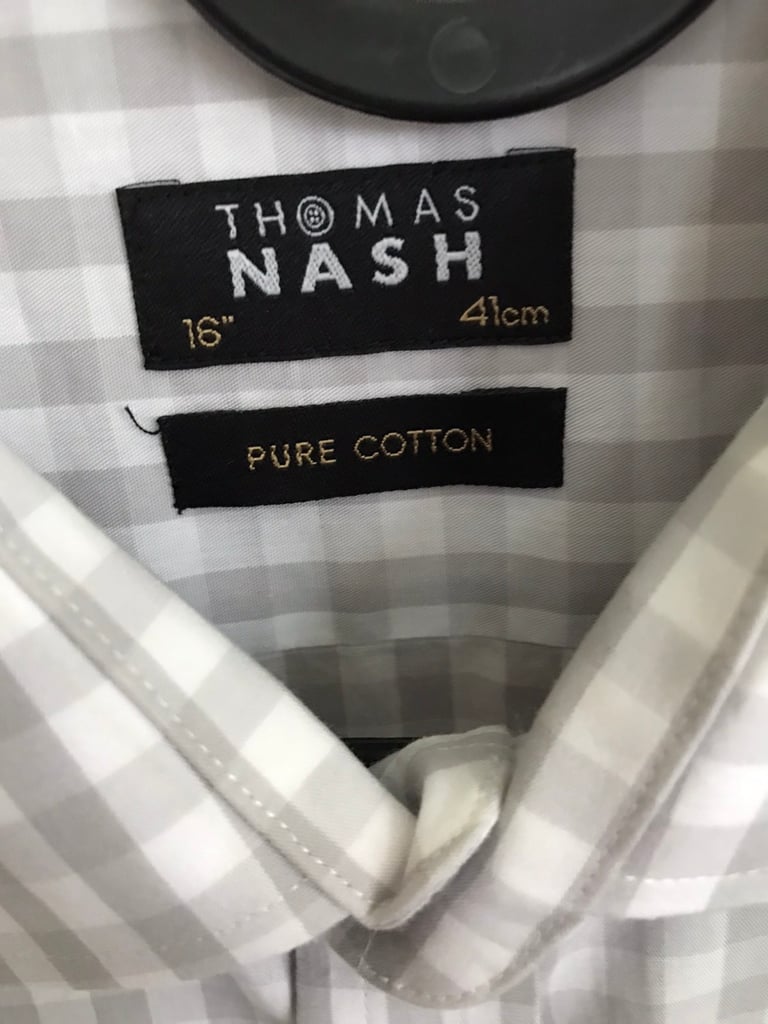 THOMAS
NASH
16" 41cm
PURE COTTON